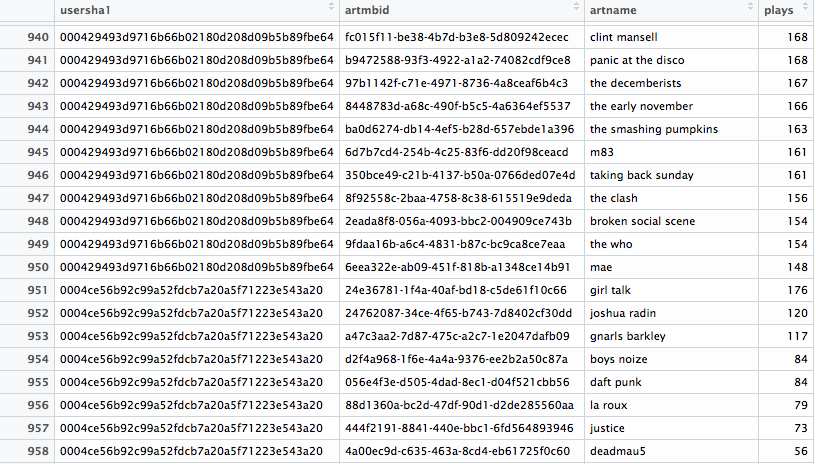 usersha1 artmbid artname plays
940 000429493d9716b66b02180d208d09b5b89fbe64 fc015f11-be38-4b7d-b3e8-5d809242ecec clint mansell 168
941 000429493d9716b66b02180d208d09b5b89fbe64 b9472588-93f3-4922-a1a2-74082cdf9ce8 panic at the disco 168
942 000429493d9716b66b02180d208d09b5b89fbe64 97b1142f-c71e-4971-8736-4a8ceaf6b4c3 the decemberists 167
943 000429493d9716b66b02180d208d09b5b89fbe64 8448783d-a68c-490f-b5c5-4a6364ef5537 the early november 166
944 000429493d9716b66b02180d208d09b5b89fbe64 ba0d6274-db14-4ef5-b28d-657ebde1a396 the smashing pumpkins 163
945 000429493d9716b66b02180d208d09b5b89fbe64 6d7b7cd4-254b-4c25-83f6-dd20f98ceacd m83 161
946 000429493d9716b66b02180d208d09b5b89fbe64 350bce49-c21b-4137-b50a-0766ded07e4d taking back sunday 161
947 000429493d9716b66b02180d208d09b5b89fbe64 8f92558c-2baa-4758-8c38-615519e9deda the clash 156
948 000429493d9716b66b02180d208d09b5b89fbe64 2eada8f8-056a-4093-bbc2-004909ce743b broken social scene 154
949 000429493d9716b66b02180d208d09b5b89fbe64 9fdaa16b-a6c4-4831-b87c-bc9ca8ce7eaa the who 154
950 000429493d9716b66b02180d208d09b5b89fbe64 6eea322e-ab09-451f-818b-a1348ce14b91 mae 148
951 0004ce56b92c99a52fdcb7a20a5f71223e543a20 24e36781-1f4a-40af-bd18-c5de61f10c66 girl talk 176
952 0004ce56b92c99a52fdcb7a20a5f71223e543a20 24762087-34ce-4f65-b743-7d8402cf30dd joshua radin 120
953 0004ce56b92c99a52fdcb7a20a5f71223e543a20 a47c3aa2-7d87-475c-a2c7-1e2047dafb09 gnarls barkley 117
954 0004ce56b92c99a52fdcb7a20a5f71223e543a20 d2f4a968-1f6e-4a4a-9376-ee2b2a50c87a boys noize 84
955 0004ce56b92c99a52fdcb7a20a5f71223e543a20 056e4f3e-d505-4dad-8ec1-d04f521cbb56 daft punk 84
956 0004ce56b92c99a52fdcb7a20a5f71223e543a20 88d1360a-bc2d-47df-90d1-d2de285560aa la roux 79
957 0004ce56b92c99a52fdcb7a20a5f71223e543a20 444f2191-8841-440e-bbc1-6fd564893946 justice 73
958 0004ce56b92c99a52fdcb7a20a5f71223e543a20 4a00ec9d-c635-463a-8cd4-eb61725f0c60 deadmau5 56